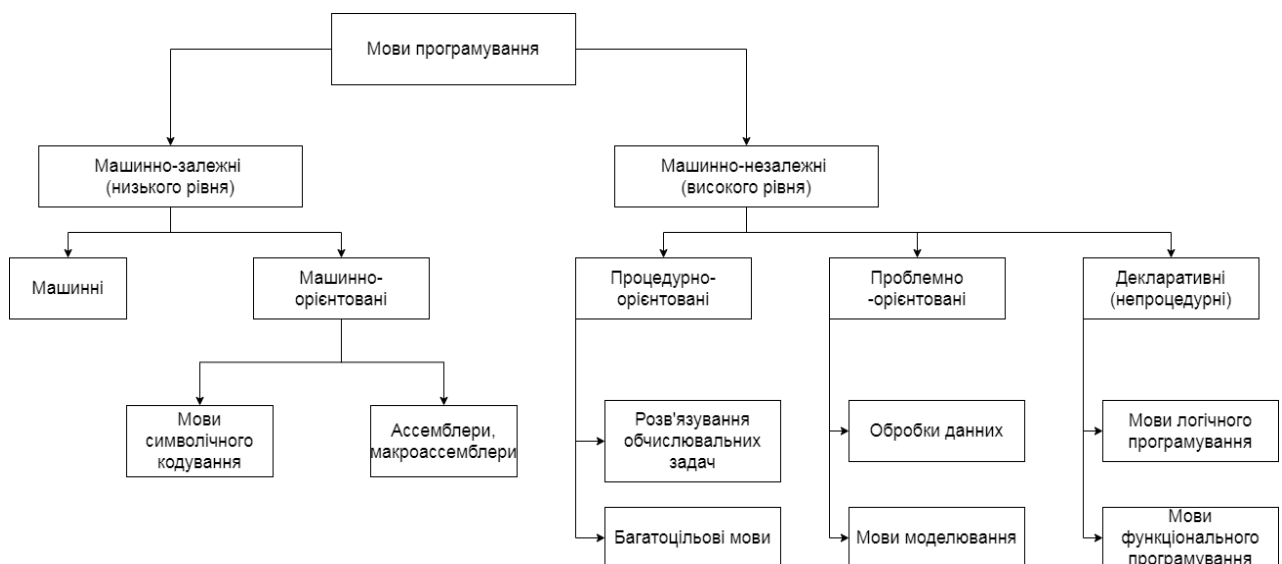 Мови програмування
Машинно-залежні
(низького рівня)
Машинно-незалежні
(високого рівня)
Машинні
Машинно-
орієнтовані
Процедурно-
орієнтовані
Проблемно
-орієнтовані
Декларативні
(непроцедурні)
Мови
символічного
кодування
Ассемблери,
макроассемблери
Розв'язування
обчислювальних
задач
Обробки данних
Мови логічного
програмування
Багатоцільові мови
Мови моделювання
Мови
функціонального
програмування